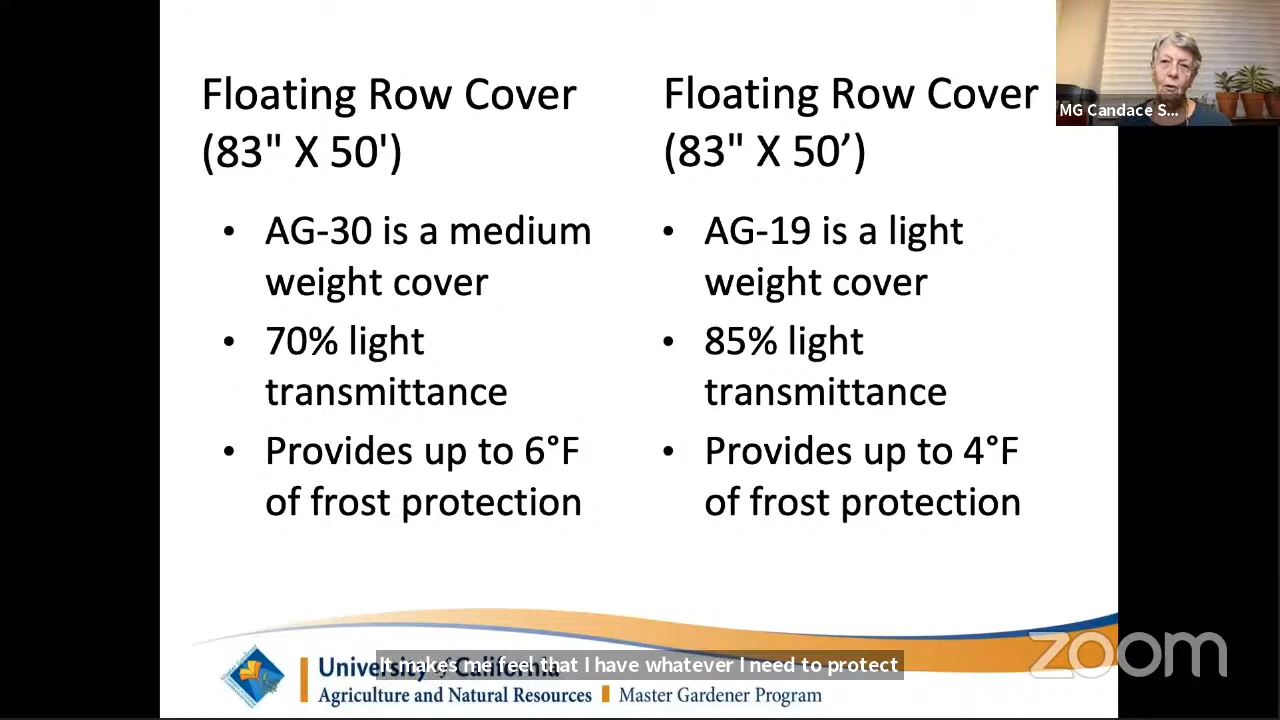 Floating Row Cover
(83" X 50')
• AG-30 is a medium
weight cover
• 70% light
transmittance
• Provides up to 6°F
of frost protection
Floating Row Cover
(83" X 50’)
• AG-19 is a light
weight cover
• 85% light
transmittance
• Provides up to 4°F
of frost protection
MG Candace S...
It makes me feel that I have whatever I need to protect
University of California
Agriculture and Natural Resources
Master Gardener Program
zoom